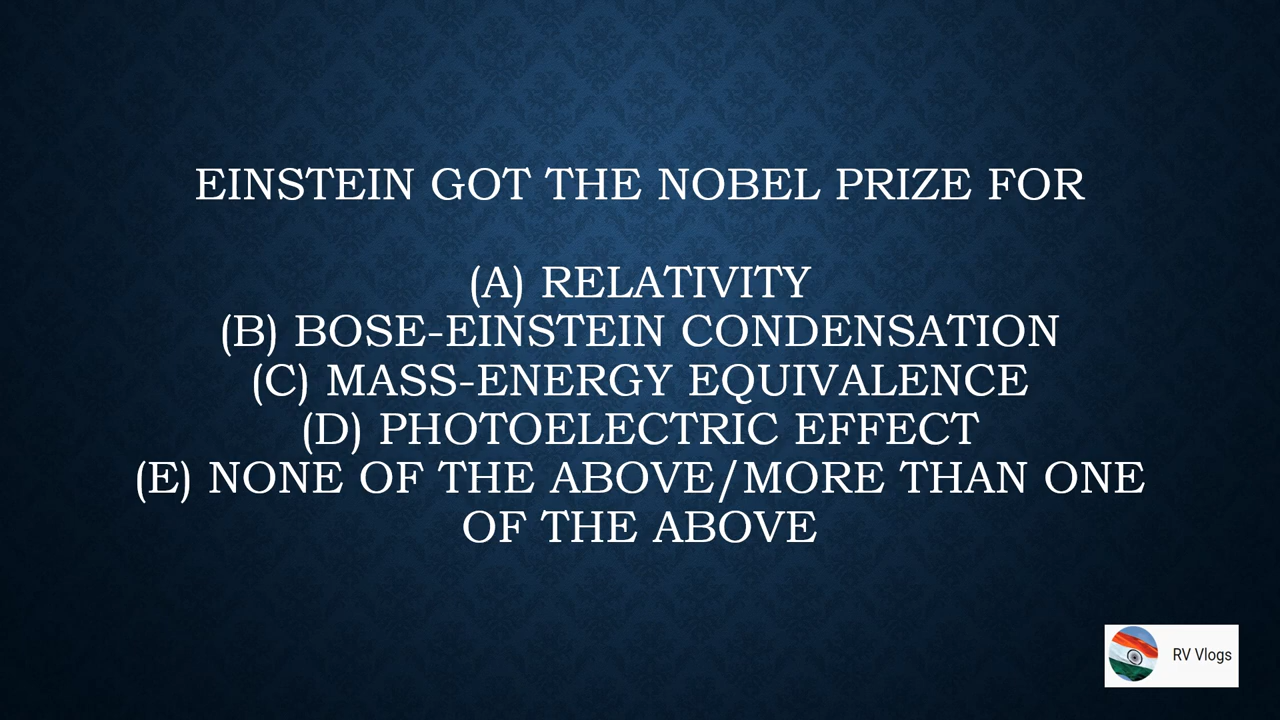 EINSTEIN GOT THE NOBEL PRIZE FOR
(A) RELATIVITY
(B) BOSE-EINSTEIN CONDENSATION
(C) MASS-ENERGY EQUIVALENCE
(D) PHOTOELECTRIC EFFECT
(E) NONE OF THE ABOVE/MORE THAN ONE
OF THE ABOVE
RV Vlogs